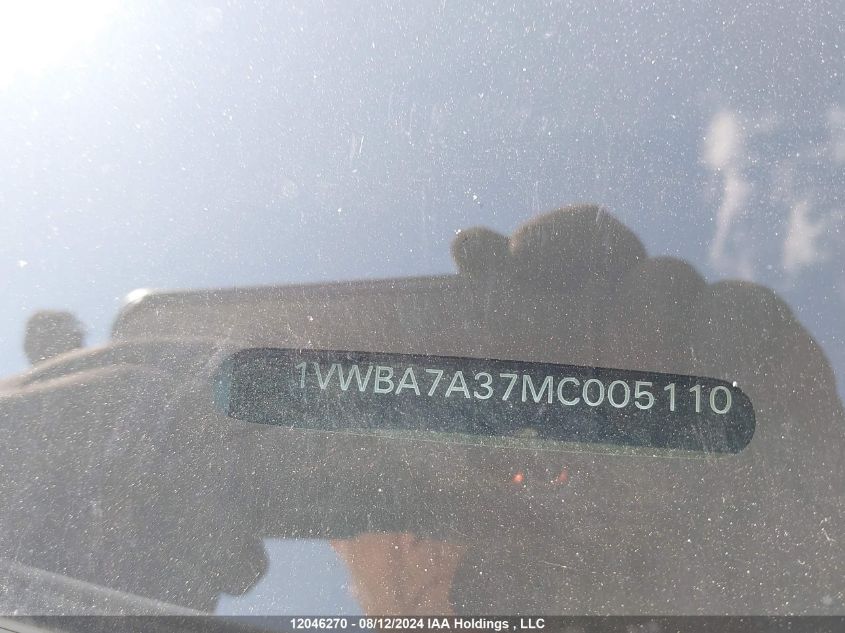 1VWBA7A37MC005110
12046270 - 08/12/2024 IAA Holdings , LLC